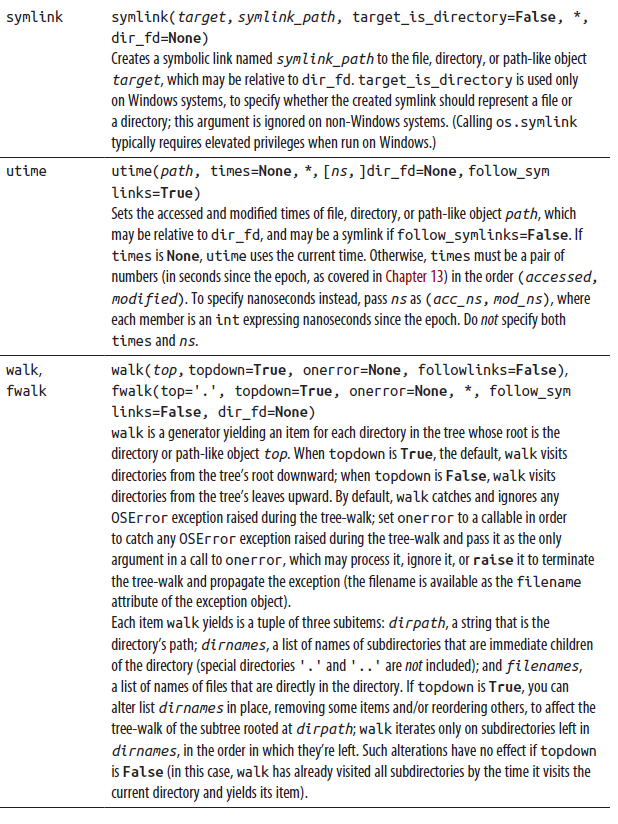 symlink symlink(target, symlink_path, target_is_directory=False, *,
dir_fd=None)
Creates a symbolic link named symlink_path to the file, directory, or path-like object
target, which may be relative to dir_fd. target_is_directory is used only
on Windows systems, to specify whether the created symlink should represent a file or
a directory; this argument is ignored on non-Windows systems. (Calling os.symlink
typically requires elevated privileges when run on Windows.)
utime utime(path, times=None, *, [ns, ]dir_fd=None, follow_sym
links=True)
Sets the accessed and modified times of file, directory, or path-like object path, which
may be relative to dir_fd, and may be a symlink if follow_symlinks=False. If
times is None, utime uses the current time. Otherwise, times must be a pair of
numbers (in seconds since the epoch, as covered in Chapter 13) in the order (accessed,
modified). To specify nanoseconds instead, pass ns as (acc_ns, mod_ns), where
each member is an int expressing nanoseconds since the epoch. Do not specify both
times and ns.
walk, walk(top, topdown=True, onerror=None, followlinks=False),
fwalk fwalk(top='.', topdown=True, onerror=None, *, follow_sym
links=False, dir_fd=None)
walk is a generator yielding an item for each directory in the tree whose root is the
directory or path-like object top. When topdown is True, the default, walk visits
directories from the tree's root downward; when topdown is False, walk visits
directories from the tree's leaves upward. By default, walk catches and ignores any
OSError exception raised during the tree-walk; set onerror to a callable in order
to catch any OSError exception raised during the tree-walk and pass it as the only
argument in a call to onerror, which may process it, ignore it, or raise it to terminate
the tree-walk and propagate the exception (the filename is available as the filename
attribute of the exception object).
Each item walk yields is a tuple of three subitems: dirpath, a string that is the
directory's path; dirnames, a list of names of subdirectories that are immediate children
of the directory (special directories '.' and '..' are not included); and filenames,
a list of names of files that are directly in the directory. If topdown is True, you can
alter list dirnames in place, removing some items and/or reordering others, to affect the
tree-walk of the subtree rooted at dirpath; walk iterates only on subdirectories left in
dirnames, in the order in which they're left. Such alterations have no effect if topdown
is False (in this case, walk has already visited all subdirectories by the time it visits the
current directory and yields its item).